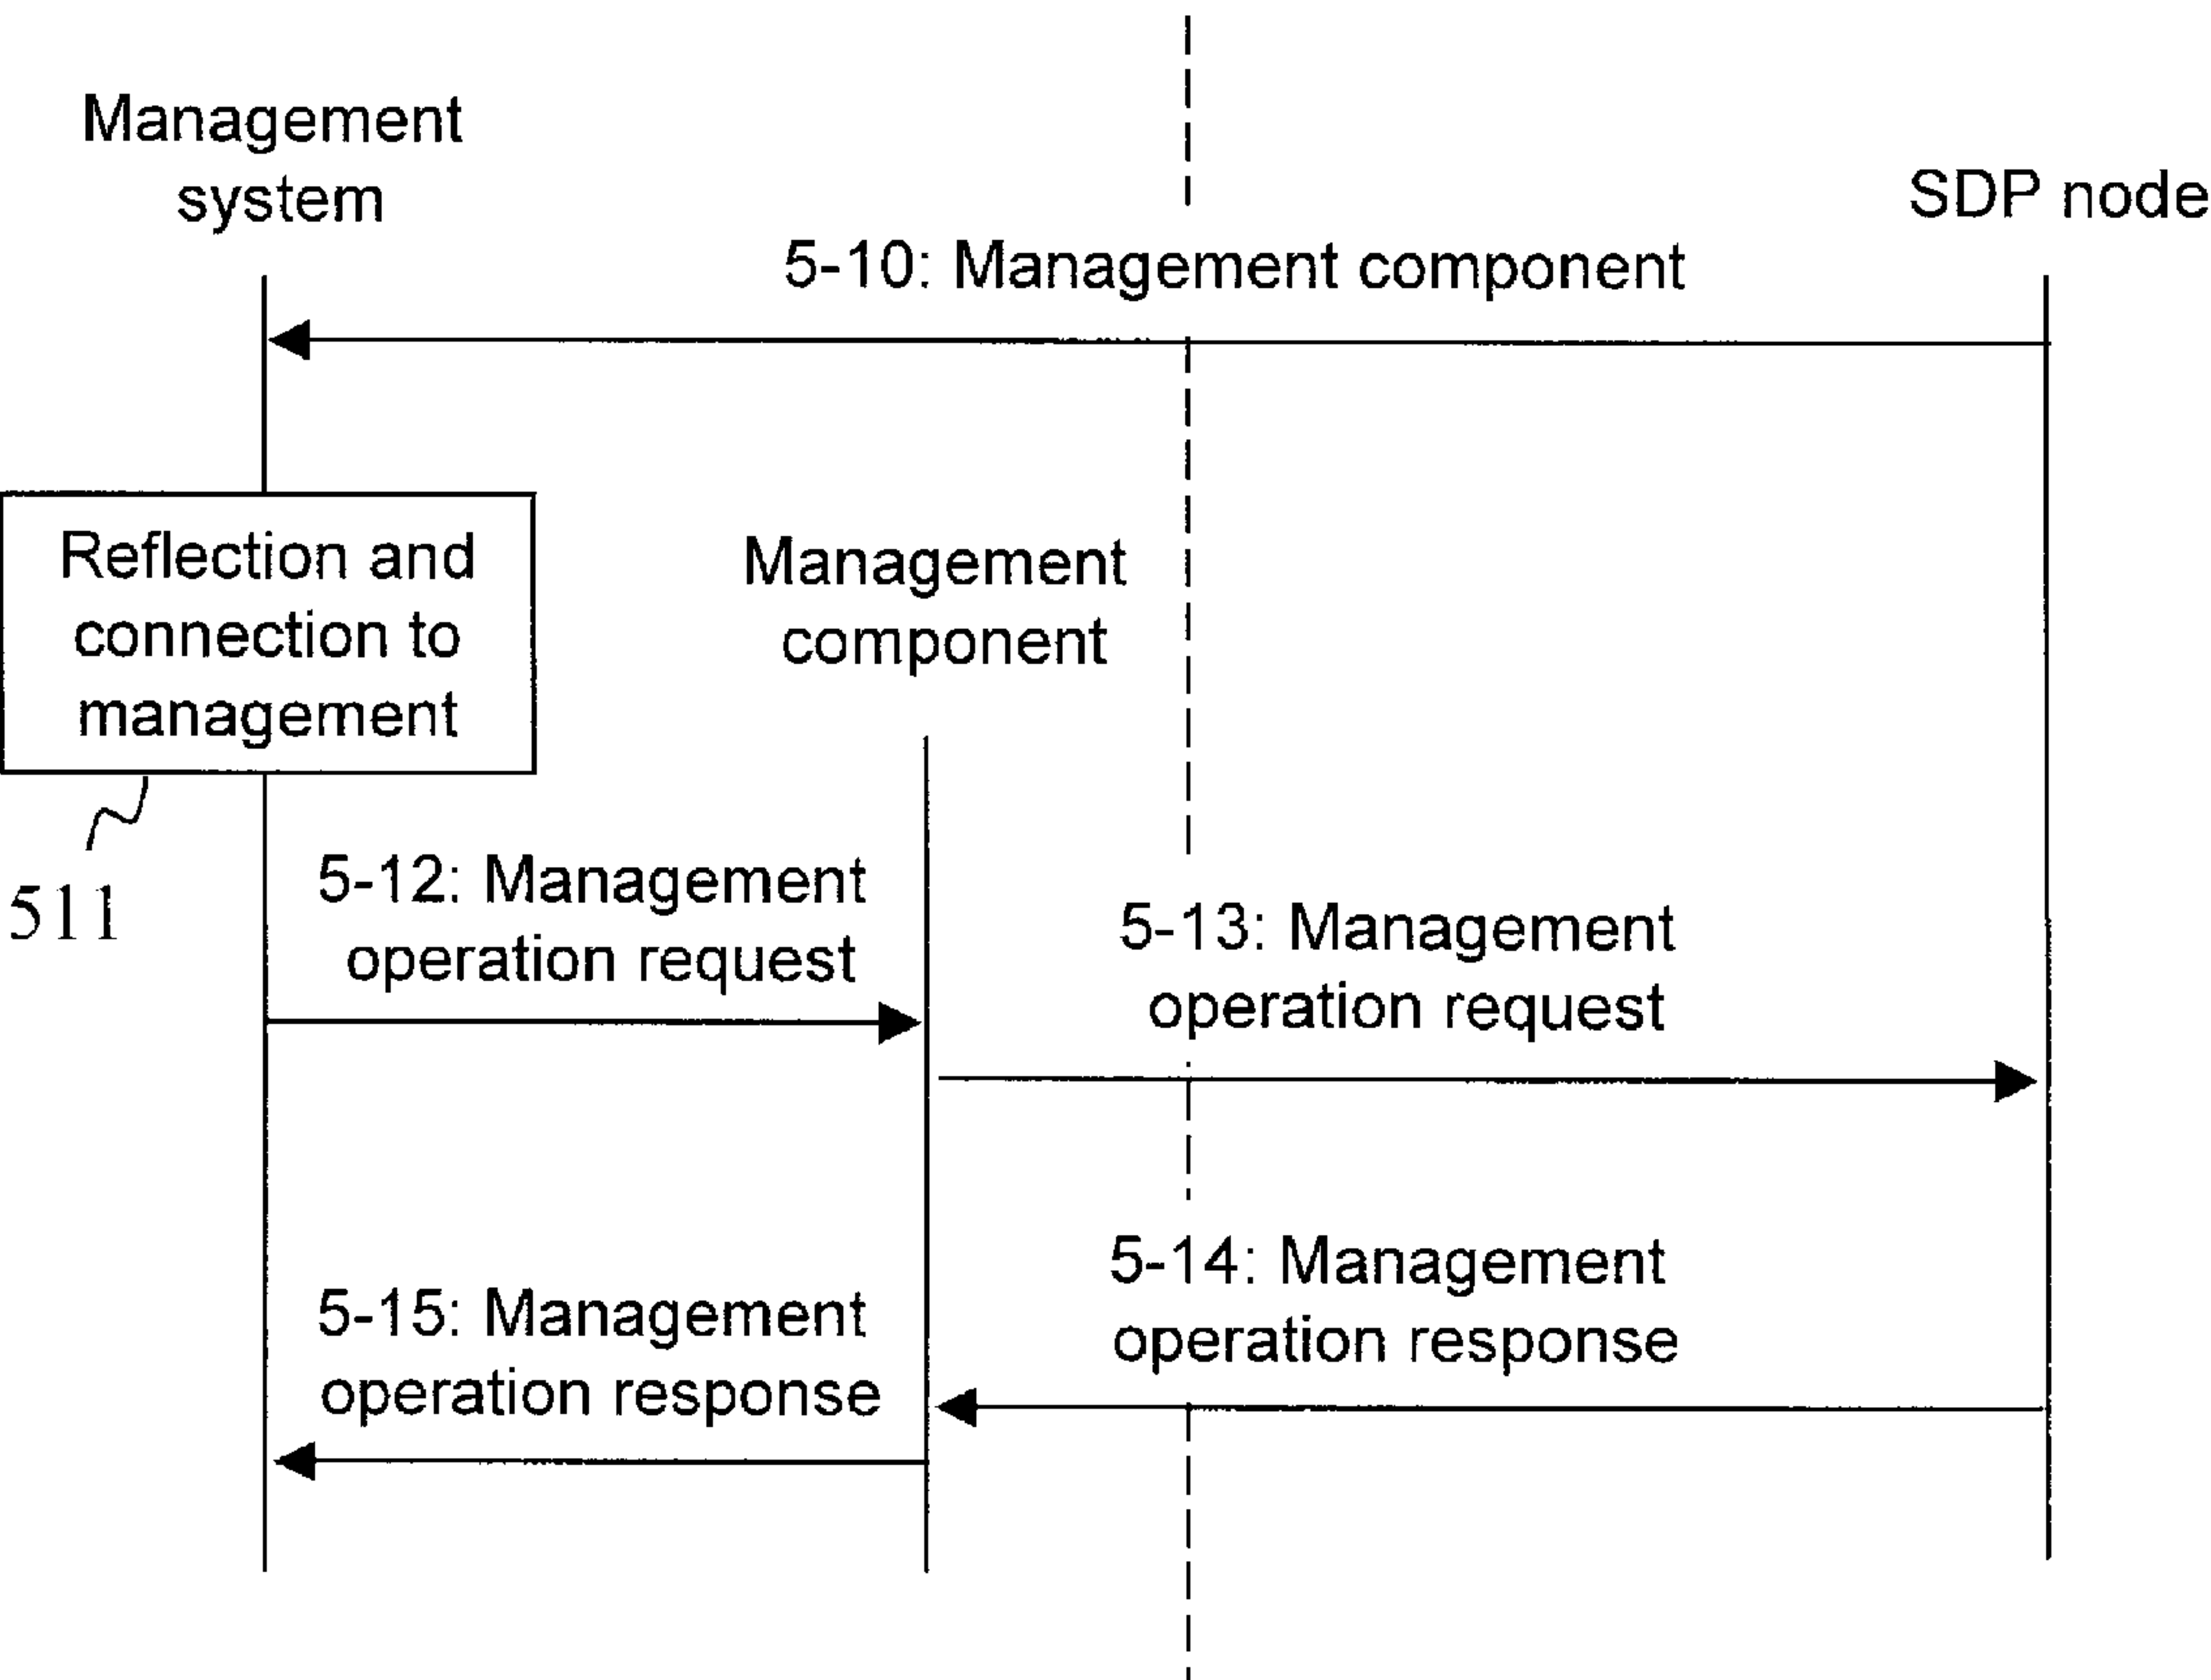 Management
system
SDP node
5-10: Management component
Reflection and
connection to
management
Management
component
511
5-12: Management
operation request
5-13: Management
operation request
5-14: Management
operation response
5-15: Management
operation response